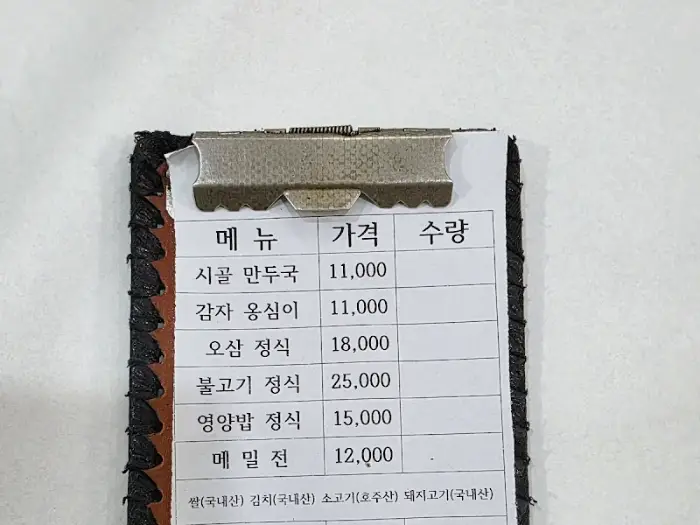 메 뉴 가격 수량
시골 만두국 11,000
감자 옹심이 11,000
오삼 정식 18,000
불고기 정식 25,000
영양밥 정식 15,000
메 밀 전 12,000
쌀(국내산) 김치(국내산) 소고기(호주산) 돼지고기(국내산)